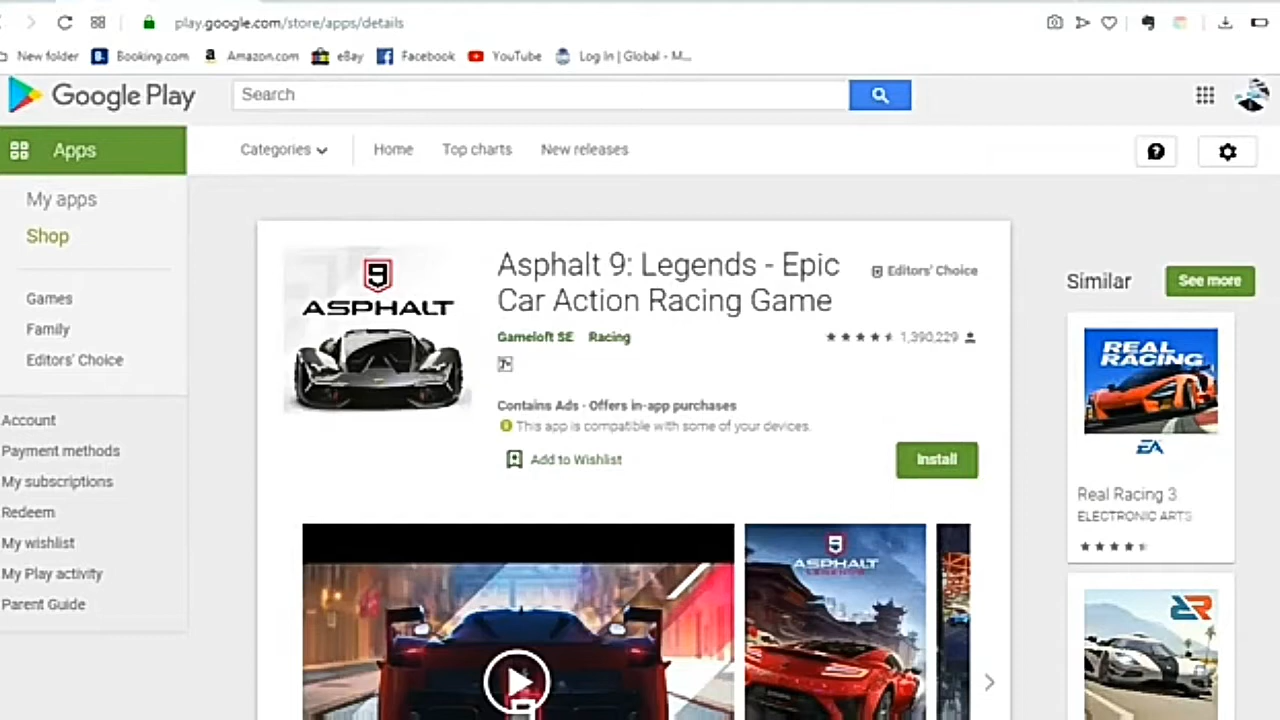 play.google.com/store/apps/details
New folder Booking.com Amazon.com eBay Facebook YouTube Log In | Global - M...
Google Play Search
Apps Categories Home Top charts New releases
My apps
Shop
Games
Family
Editors' Choice
Account
Payment methods
My subscriptions
Redeem
My wishlist
My Play activity
Parent Guide
9
ASPHALT
Asphalt 9: Legends - Epic
Car Action Racing Game
Editors' Choice
Gameloft SE Racing 1,390,229
7+
Contains Ads · Offers in-app purchases
This app is compatible with some of your devices.
Add to Wishlist Install
9
ASPHALT
LEGENDS
Similar See more
REAL
RACING
EA
Real Racing 3
ELECTRONIC ARTS